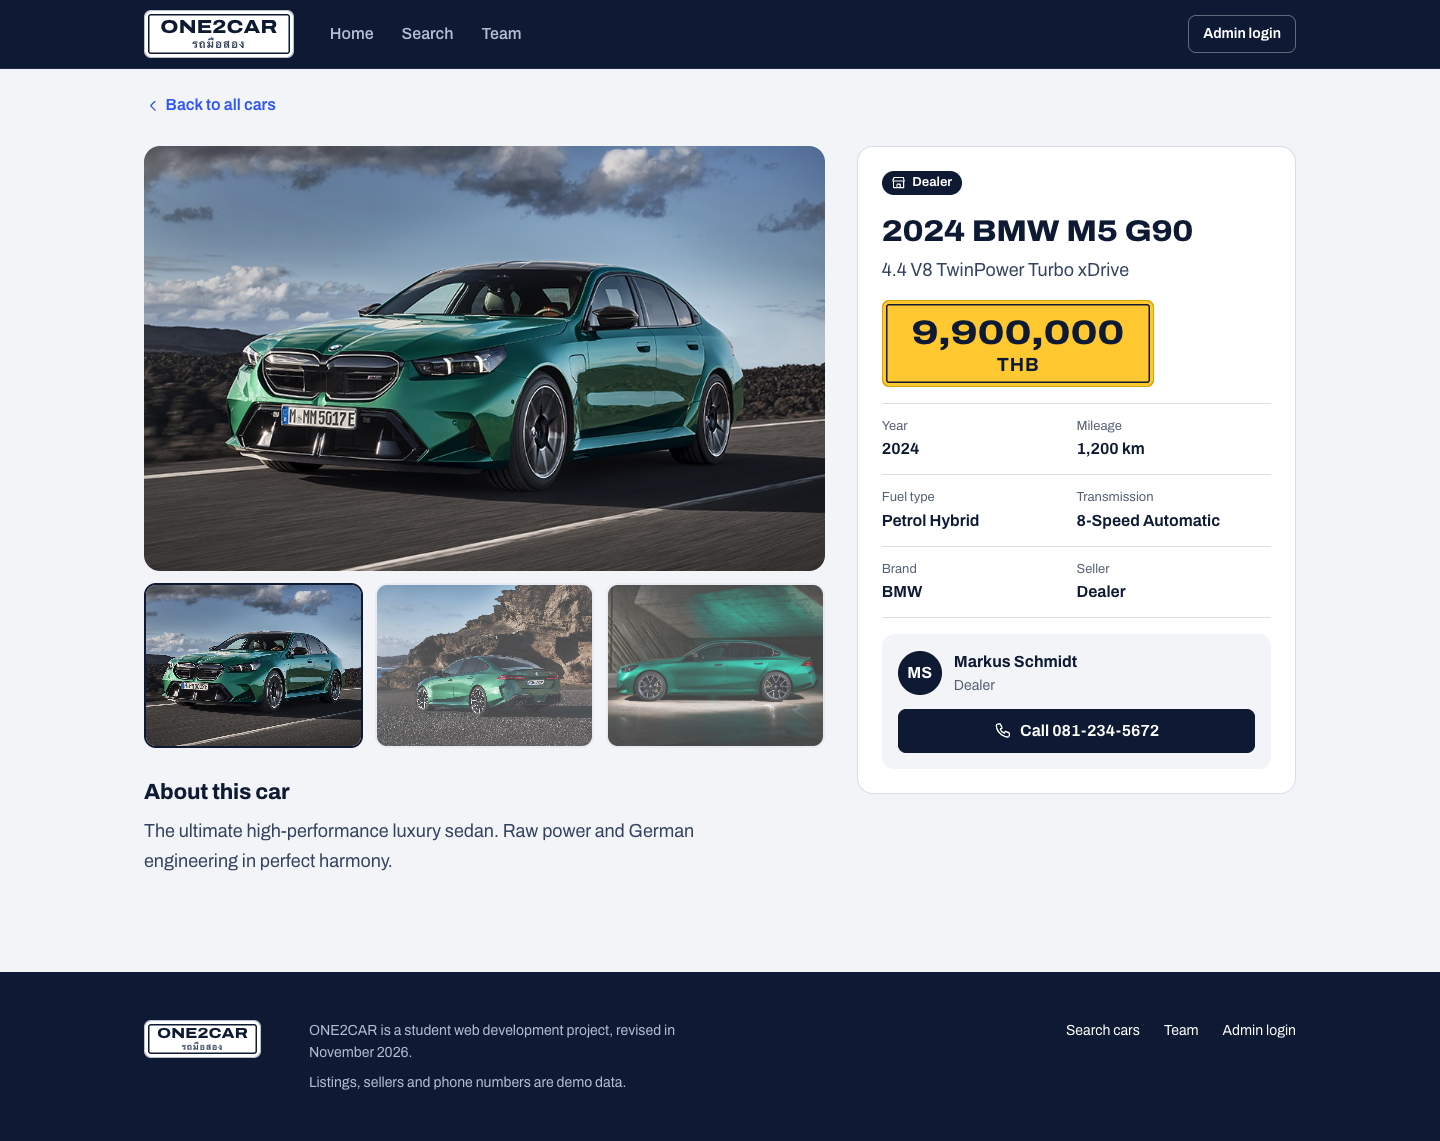 ONE2CAR
รถมือสอง
Home
Search
Team
Admin login
Back to all cars
M MM 5017E
Dealer
2024 BMW M5 G90
4.4 V8 TwinPower Turbo xDrive
9,900,000
THB
Year
Mileage
2024
1,200 km
Fuel type
Transmission
Petrol Hybrid
8-Speed Automatic
Brand
Seller
BMW
Dealer
MS
Markus Schmidt
Dealer
Call 081-234-5672
About this car
The ultimate high-performance luxury sedan. Raw power and German
engineering in perfect harmony.
ONE2CAR
รถมือสอง
ONE2CAR is a student web development project, revised in
November 2026.
Listings, sellers and phone numbers are demo data.
Search cars
Team
Admin login